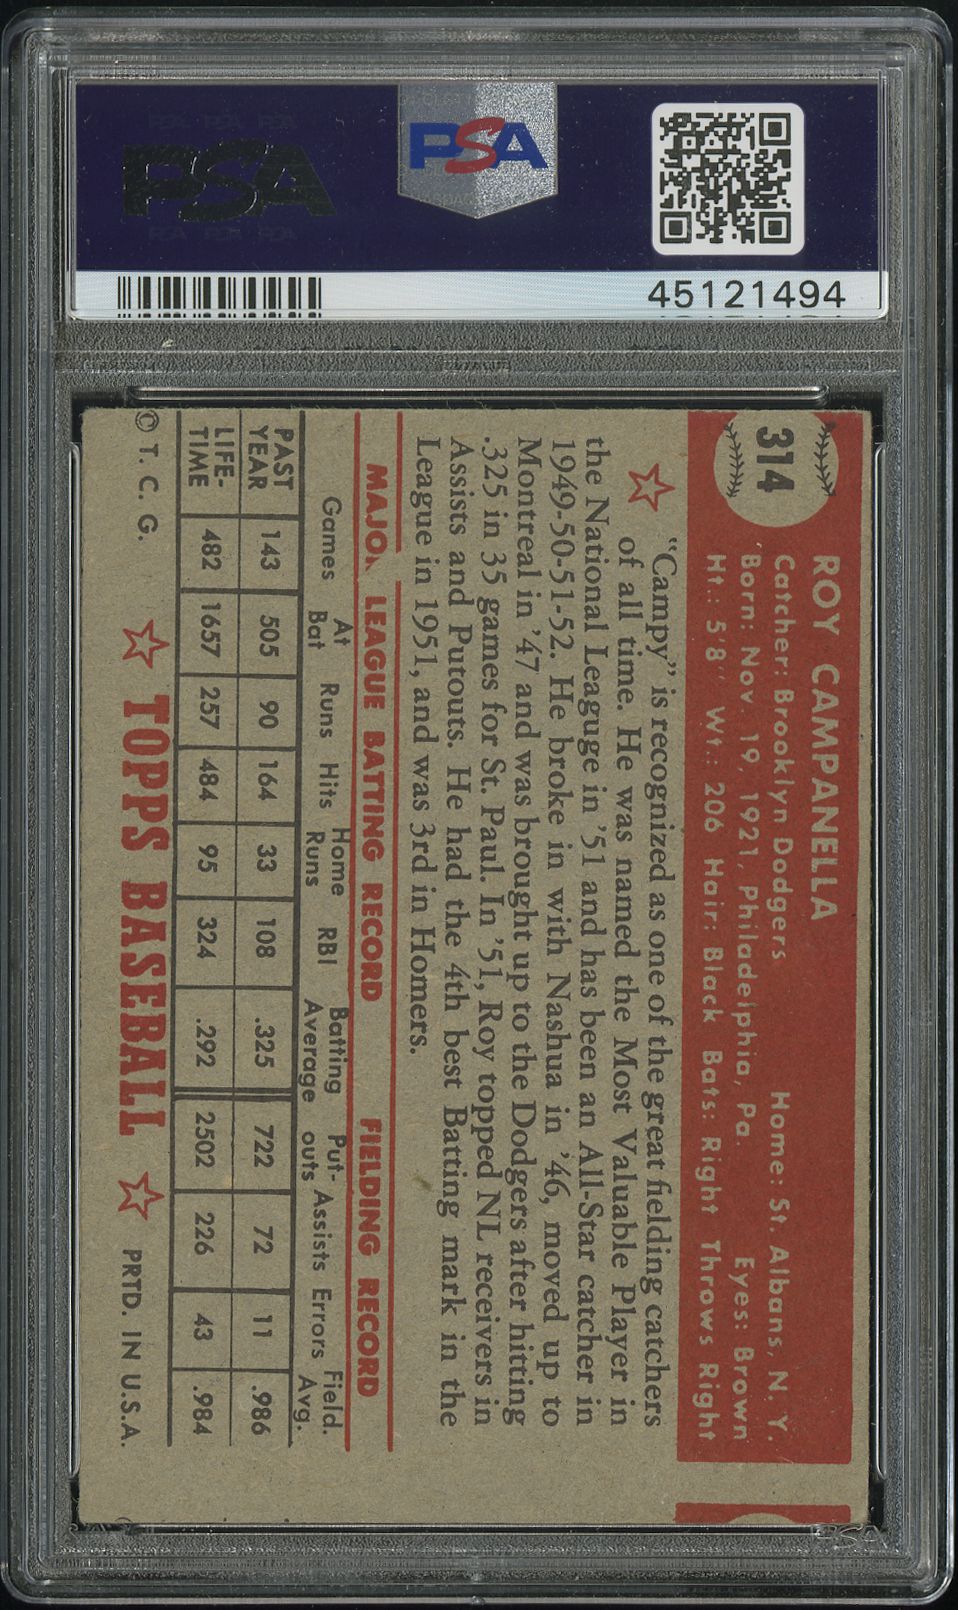 PSA
PSA
45121494
314
ROY CAMPANELLA
Catcher: Brooklyn Dodgers Home: St. Albans, N. Y.
Born: Nov. 19, 1921, Philadelphia, Pa. Eyes: Brown
Ht.: 5'8" Wt.: 206 Hair: Black Bats: Right Throws Right
"Campy" is recognized as one of the great fielding catchers
of all time. He was named the Most Valuable Player in
the National League in '51 and has been an All-Star catcher in
1949-50-51-52. He broke in with Nashua in '46, moved up to
Montreal in '47 and was brought up to the Dodgers after hitting
.325 in 35 games for St. Paul. In '51, Roy topped NL receivers in
Assists and Putouts. He had the 4th best Batting mark in the
League in 1951, and was 3rd in Homers.
MAJOR LEAGUE BATTING RECORD FIELDING RECORD
Games At Bat Runs Hits Home Runs RBI Batting Average Put-outs Assists Errors Field. Avg.
PAST YEAR 143 505 90 164 33 108 .325 722 72 11 .986
LIFE-TIME 482 1657 257 484 95 324 .292 2502 226 43 .984
© T. C. G. TOPPS BASEBALL PRTD. IN U.S.A.
PSA